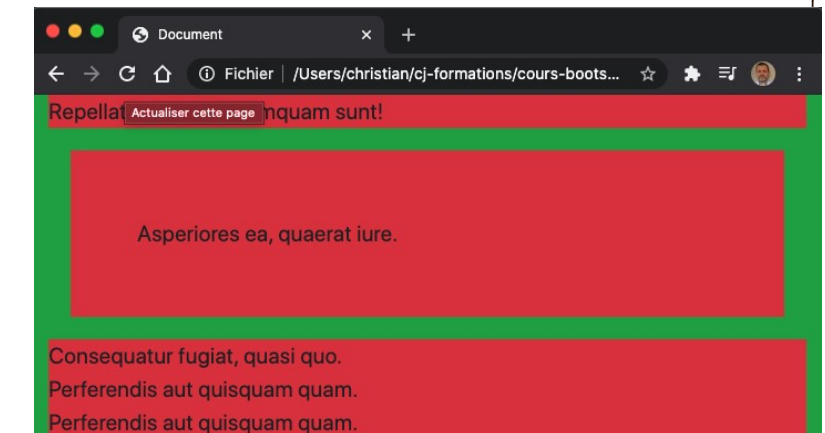 Document
Fichier /Users/christian/cj-formations/cours-boots...
Repellat mquam sunt!
Actualiser cette page
Asperiores ea, quaerat iure.
Consequatur fugiat, quasi quo.
Perferendis aut quisquam quam.
Perferendis aut quisquam quam.